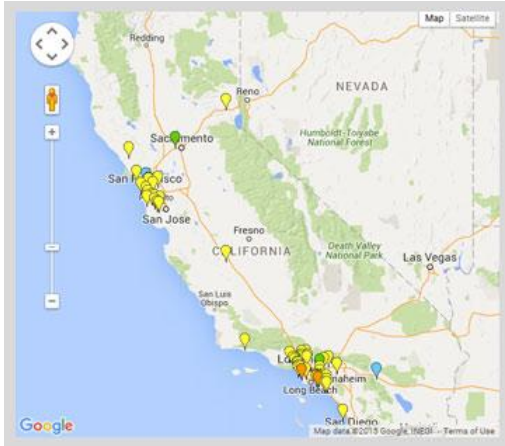 Map Satellite
Redding
Reno
NEVADA
Humboldt-Toiyabe
National Forest
Sacramento
San Francisco
San Jose
Fresno
CALIFORNIA
Death Valley
National Park
Las Vegas
San Luis
Obispo
Anaheim
Long Beach
San Diego
Google
Map data ©2015 Google, INEGI Terms of Use